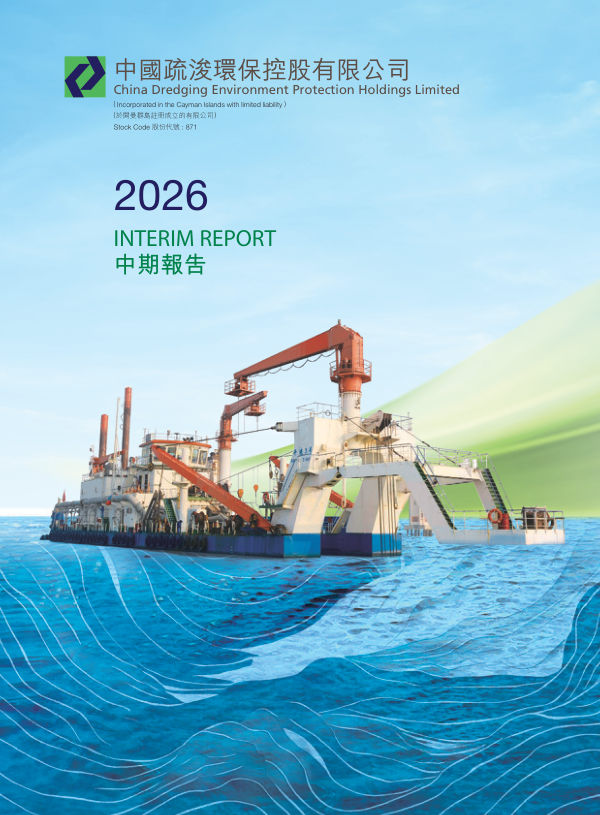 中國疏浚環保控股有限公司
China Dredging Environment Protection Holdings Limited
( Incorporated in the Cayman Islands with limited liability )
(於開曼群島註冊成立的有限公司)
Stock Code 股份代號 : 871
2026
INTERIM REPORT
中期報告